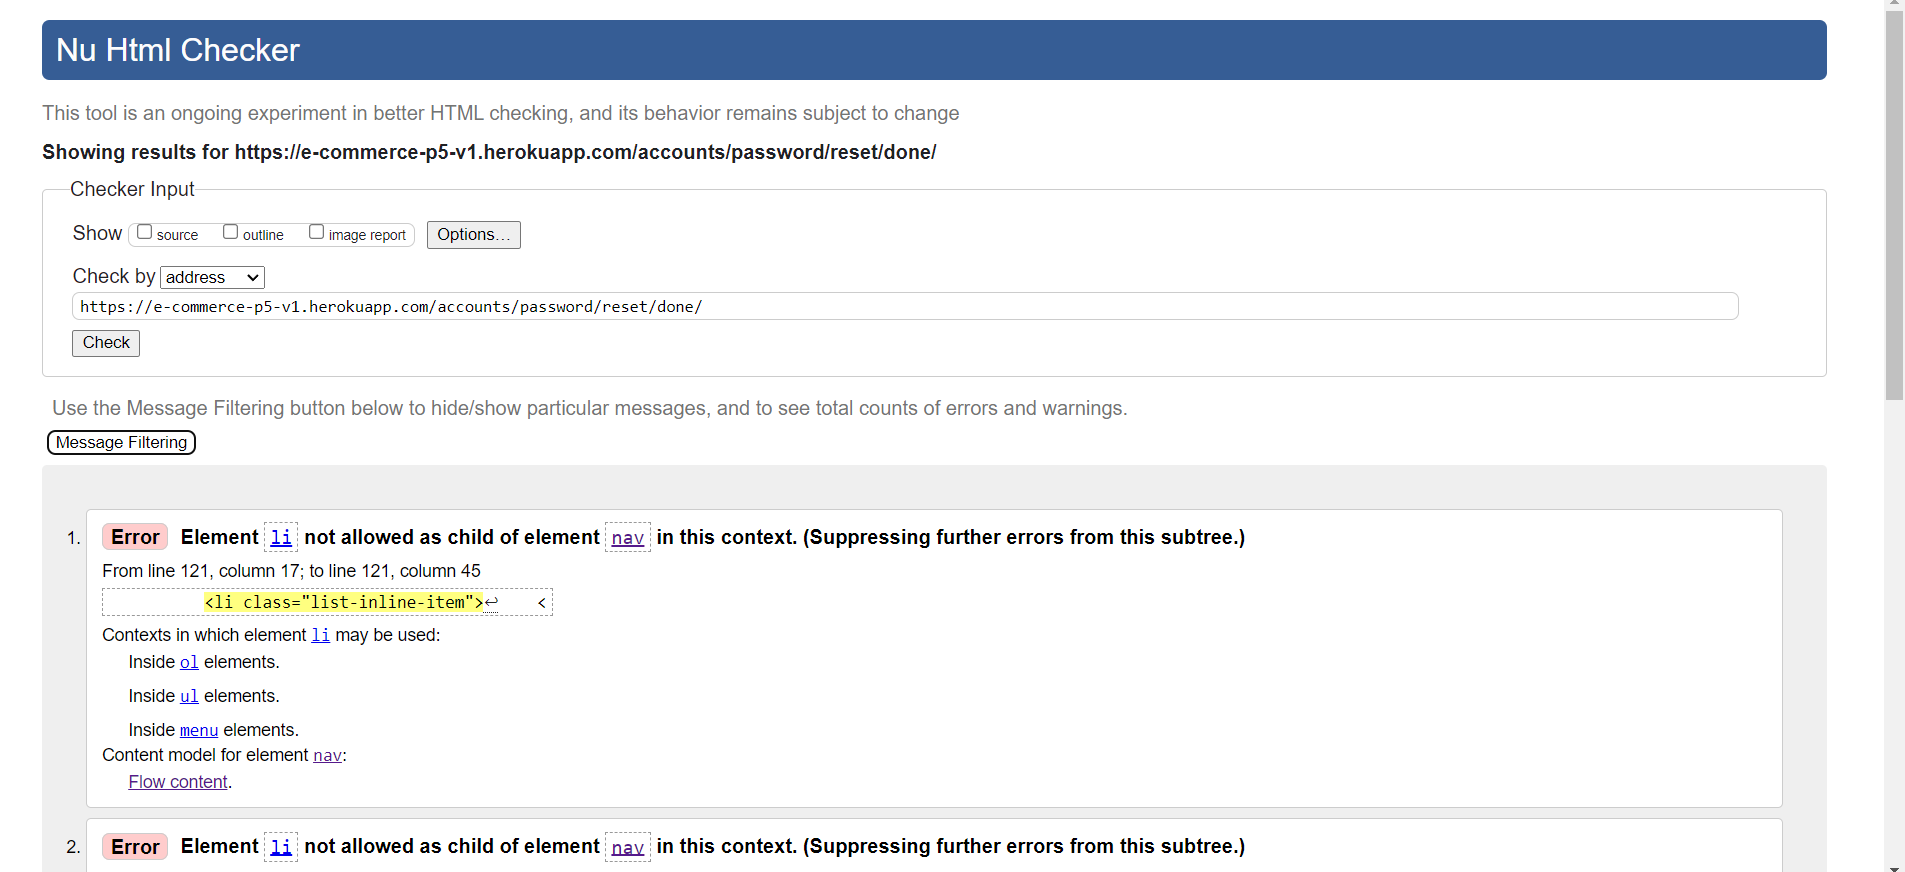 Nu Html Checker
This tool is an ongoing experiment in better HTML checking, and its behavior remains subject to change
Showing results for https://e-commerce-p5-v1.herokuapp.com/accounts/password/reset/done/
Checker Input
Show source outline image report Options...
Check by address
https://e-commerce-p5-v1.herokuapp.com/accounts/password/reset/done/
Check
Use the Message Filtering button below to hide/show particular messages, and to see total counts of errors and warnings.
Message Filtering
1. Error Element li not allowed as child of element nav in this context. (Suppressing further errors from this subtree.)
From line 121, column 17; to line 121, column 45
<li class="list-inline-item">↩ <
Contexts in which element li may be used:
Inside ol elements.
Inside ul elements.
Inside menu elements.
Content model for element nav:
Flow content.
2. Error Element li not allowed as child of element nav in this context. (Suppressing further errors from this subtree.)